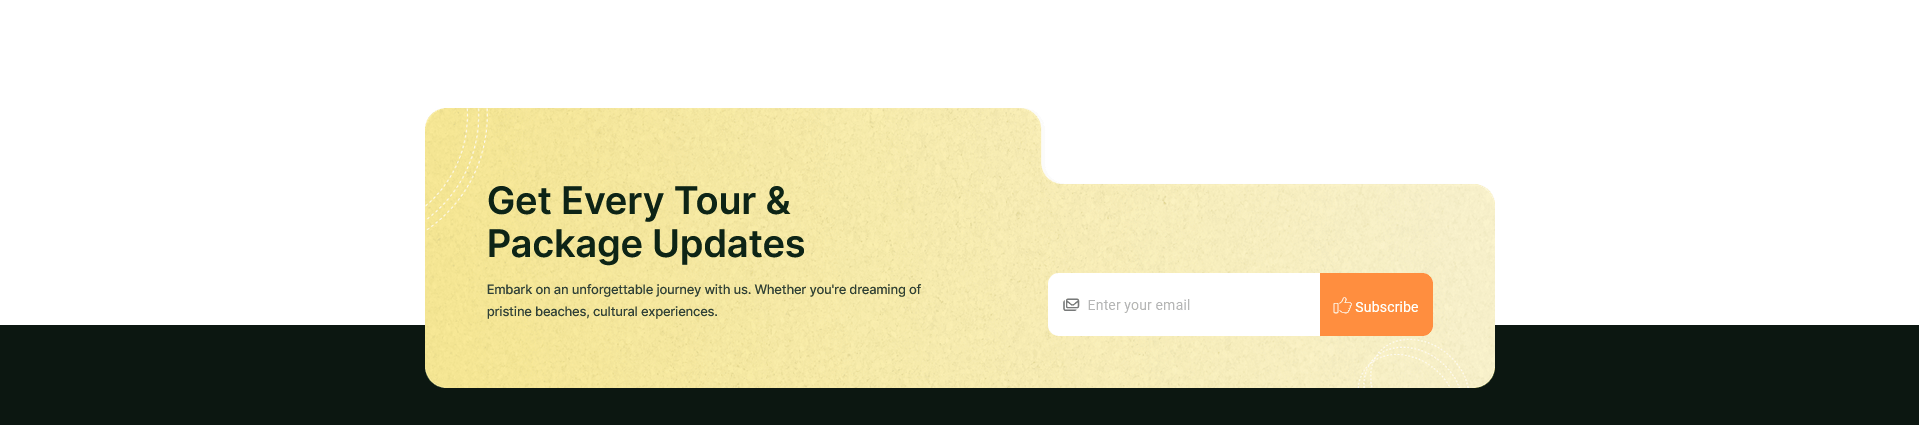 Get Every Tour &
Package Updates
Embark on an unforgettable journey with us. Whether you're dreaming of
pristine beaches, cultural experiences.
Enter your email
Subscribe